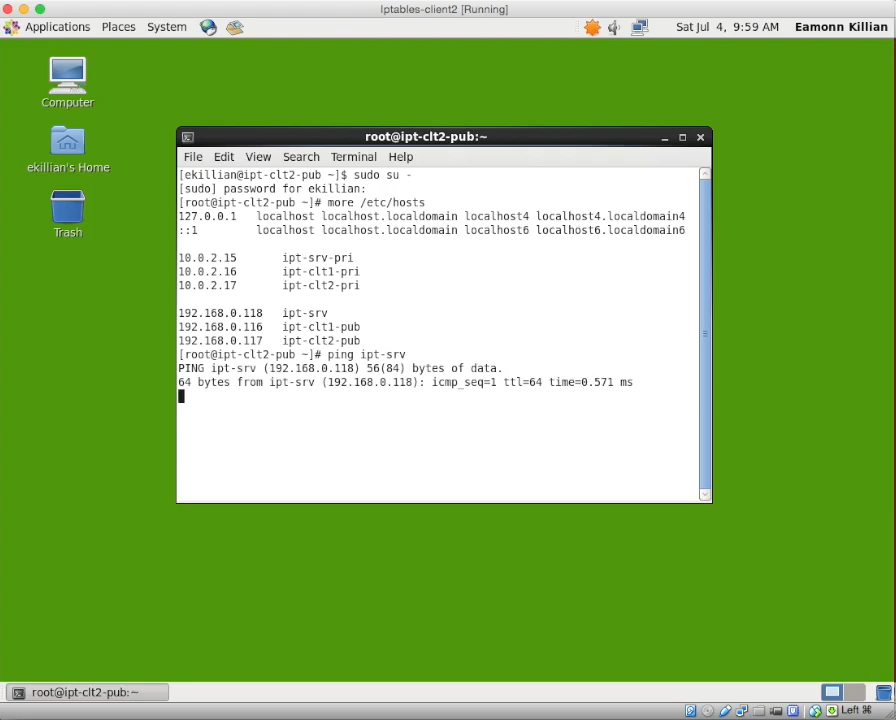 Iptables-client2 [Running]
Applications Places System Sat Jul 4, 9:59 AM Eamonn Killian
Computer
ekillian's Home
Trash
root@ipt-clt2-pub:~
File Edit View Search Terminal Help
[ekillian@ipt-clt2-pub ~]$ sudo su -
[sudo] password for ekillian:
[root@ipt-clt2-pub ~]# more /etc/hosts
127.0.0.1 localhost localhost.localdomain localhost4 localhost4.localdomain4
::1 localhost localhost.localdomain localhost6 localhost6.localdomain6
10.0.2.15 ipt-srv-pri
10.0.2.16 ipt-clt1-pri
10.0.2.17 ipt-clt2-pri
192.168.0.118 ipt-srv
192.168.0.116 ipt-clt1-pub
192.168.0.117 ipt-clt2-pub
[root@ipt-clt2-pub ~]# ping ipt-srv
PING ipt-srv (192.168.0.118) 56(84) bytes of data.
64 bytes from ipt-srv (192.168.0.118): icmp_seq=1 ttl=64 time=0.571 ms
root@ipt-clt2-pub:~
Left ⌘